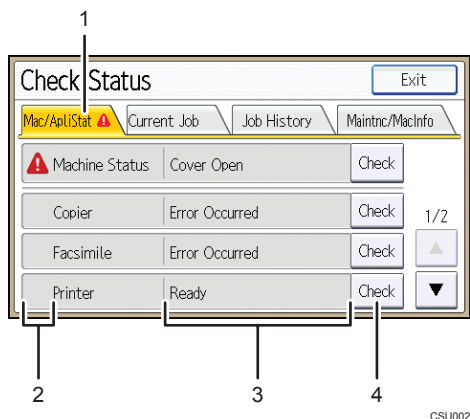 1
Check Status Exit
Mac/ApliStat Current Job Job History Maintnc/MacInfo
Machine Status Cover Open Check
Copier Error Occurred Check 1/2
Facsimile Error Occurred Check
Printer Ready Check
2 3 4
CSU002